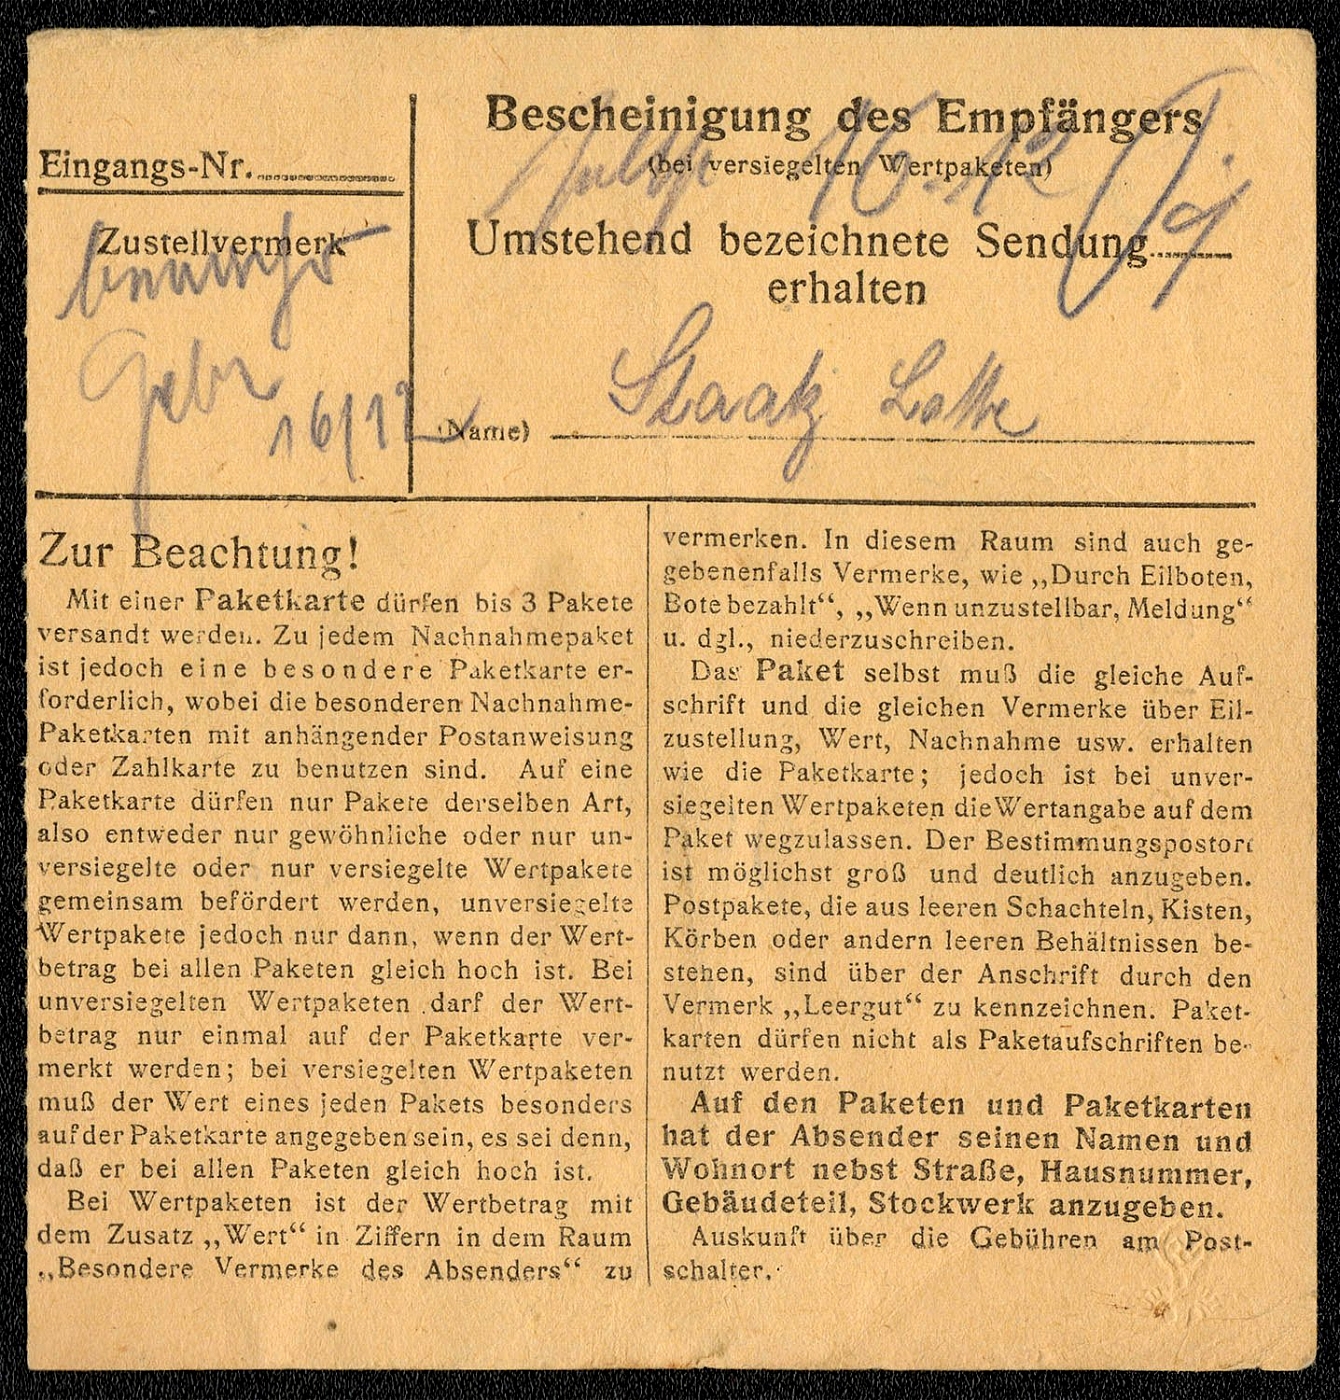 Eingangs-Nr.
Zustellvermerk
16/12
Bescheinigung des Empfängers
(bei versiegelten Wertpaketen)
16.12
Umstehend bezeichnete Sendung
erhalten
(Name) Staatz Lotte
Zur Beachtung!
Mit einer Paketkarte dürfen bis 3 Pakete
versandt werden. Zu jedem Nachnahmepaket
ist jedoch eine besondere Paketkarte er-
forderlich, wobei die besonderen Nachnahme-
Paketkarten mit anhängender Postanweisung
oder Zahlkarte zu benutzen sind. Auf eine
Paketkarte dürfen nur Pakete derselben Art,
also entweder nur gewöhnliche oder nur un-
versiegelte oder nur versiegelte Wertpakete
gemeinsam befördert werden, unversiegelte
Wertpakete jedoch nur dann, wenn der Wert-
betrag bei allen Paketen gleich hoch ist. Bei
unversiegelten Wertpaketen darf der Wert-
betrag nur einmal auf der Paketkarte ver-
merkt werden; bei versiegelten Wertpaketen
muß der Wert eines jeden Pakets besonders
auf der Paketkarte angegeben sein, es sei denn,
daß er bei allen Paketen gleich hoch ist.
Bei Wertpaketen ist der Wertbetrag mit
dem Zusatz „Wert“ in Ziffern in dem Raum
„Besondere Vermerke des Absenders“ zu
vermerken. In diesem Raum sind auch ge-
gebenenfalls Vermerke, wie „Durch Eilboten,
Bote bezahlt“, „Wenn unzustellbar, Meldung“
u. dgl., niederzuschreiben.
Das Paket selbst muß die gleiche Auf-
schrift und die gleichen Vermerke über Eil-
zustellung, Wert, Nachnahme usw. erhalten
wie die Paketkarte; jedoch ist bei unver-
siegelten Wertpaketen die Wertangabe auf dem
Paket wegzulassen. Der Bestimmungspostort
ist möglichst groß und deutlich anzugeben.
Postpakete, die aus leeren Schachteln, Kisten,
Körben oder andern leeren Behältnissen be-
stehen, sind über der Anschrift durch den
Vermerk „Leergut“ zu kennzeichnen. Paket-
karten dürfen nicht als Paketaufschriften be-
nutzt werden.
Auf den Paketen und Paketkarten
hat der Absender seinen Namen und
Wohnort nebst Straße, Hausnummer,
Gebäudeteil, Stockwerk anzugeben.
Auskunft über die Gebühren am Post-
schalter.